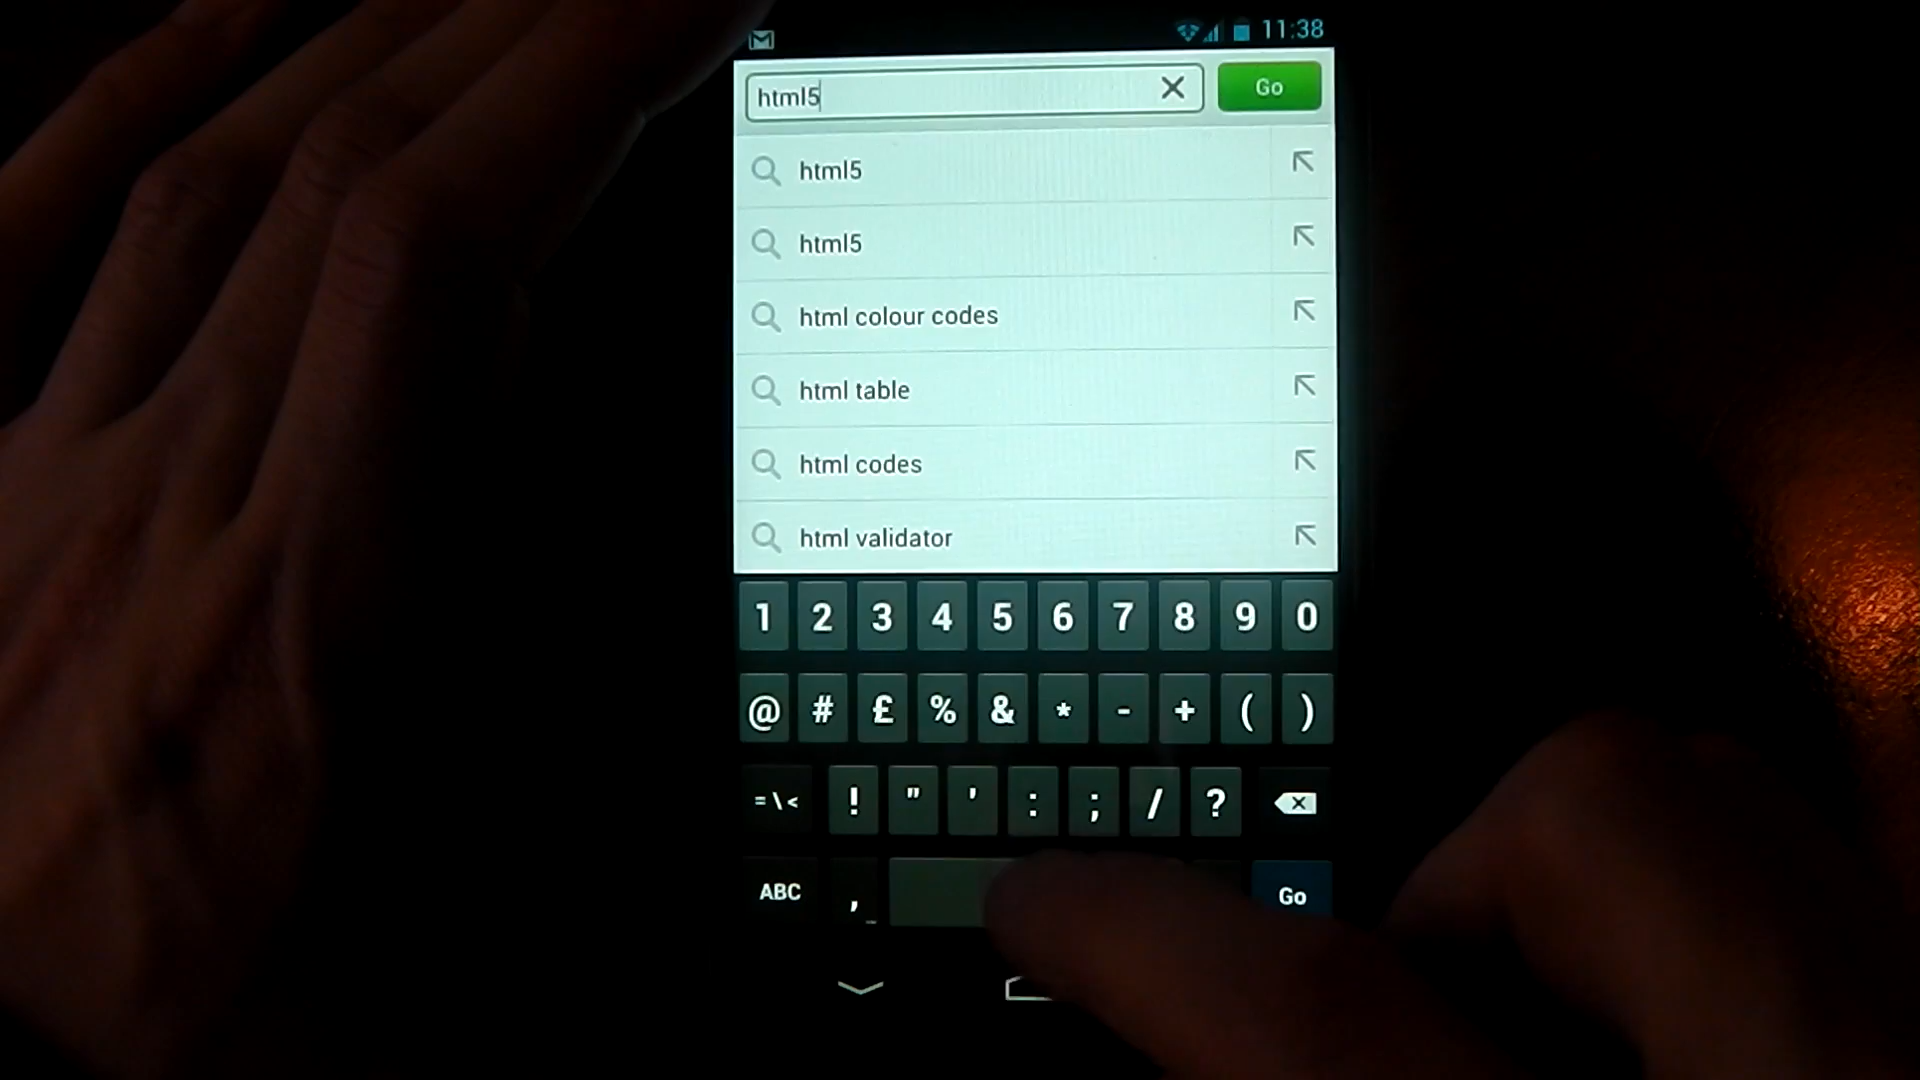 11:38
html5
Go
html5
html5
html colour codes
html table
html codes
html validator
1 2 3 4 5 6 7 8 9 0
@ # £ % & * - + ( )
= \ < ! " ' : ; / ?
ABC , _ Go